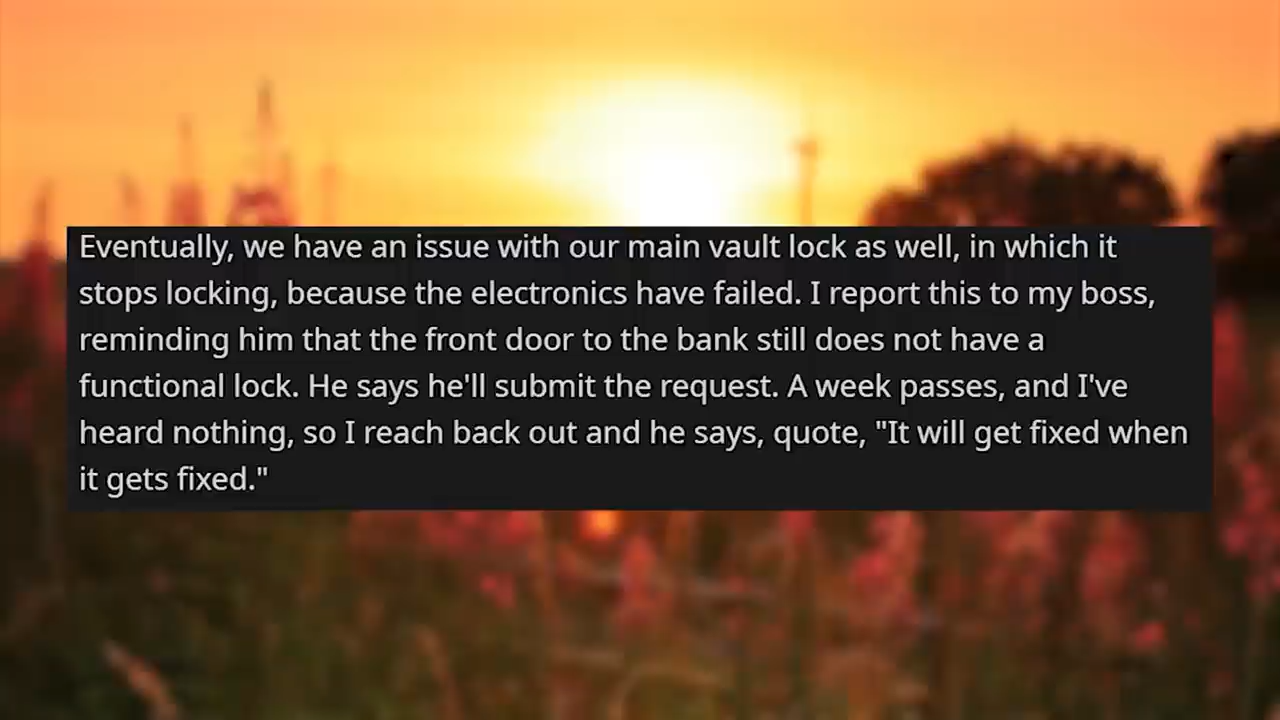 Eventually, we have an issue with our main vault lock as well, in which it
stops locking, because the electronics have failed. I report this to my boss,
reminding him that the front door to the bank still does not have a
functional lock. He says he'll submit the request. A week passes, and I've
heard nothing, so I reach back out and he says, quote, "It will get fixed when
it gets fixed."